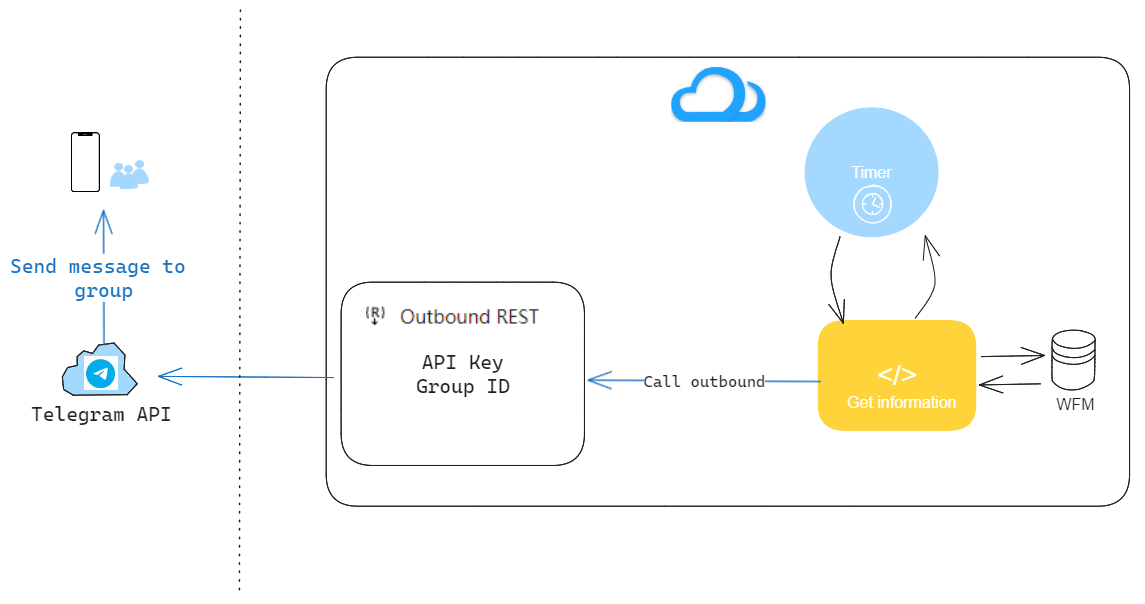 Timer
Send message to
group
(R)
Outbound REST
API Key
Group ID
Call outbound
</>
Get information
WFM
Telegram API